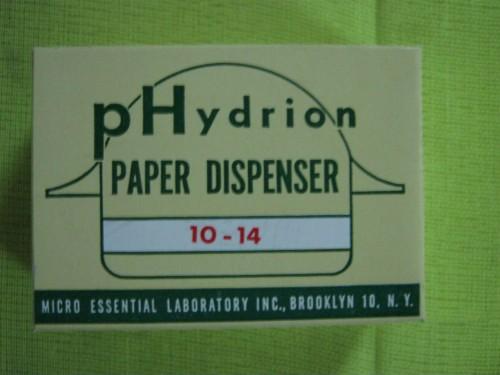 pHydrion
PAPER DISPENSER
10-14
MICRO ESSENTIAL LABORATORY INC., BROOKLYN 10, N. Y.